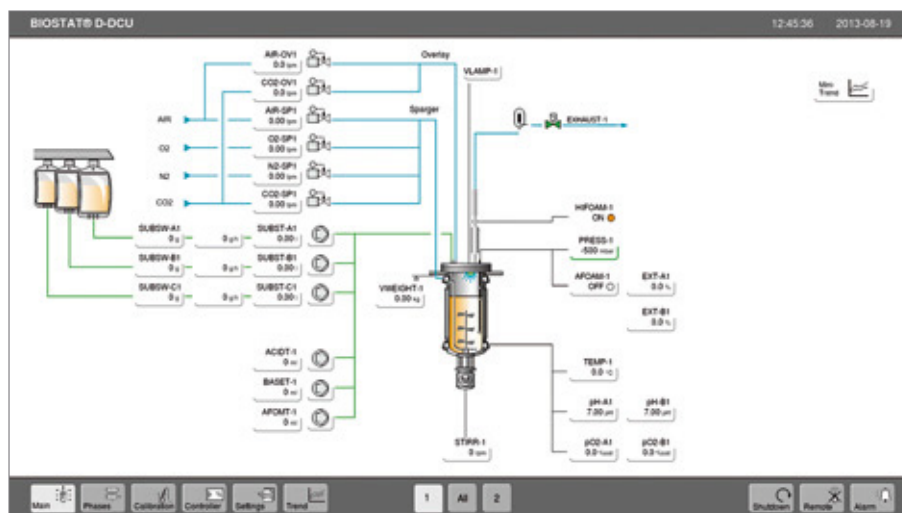 BIOSTAT® D-DCU
12:45:36 2013-08-19
AIR-OV1
0.0 lpm
Overlay
VLAMP-1
CO2-OV1
0.0 lpm
Mini
Trend
AIR
AIR-SP1
0.00 lpm
Sparger
EXHAUST-1
O2
O2-SP1
0.00 lpm
N2
N2-SP1
0.00 lpm
CO2
CO2-SP1
0.00 lpm
HIFOAM-1
ON
SUBSW-A1
0 g
0 g/h
SUBST-A1
0.00 l
PRESS-1
-500 mbar
SUBSW-B1
0 g
0 g/h
SUBST-B1
0.00 l
VWEIGHT-1
0.00 kg
AFOAM-1
OFF
EXT-A1
0.0 %
SUBSW-C1
0 g
0 g/h
SUBST-C1
0.00 l
EXT-B1
0.0 %
ACIDT-1
0 ml
TEMP-1
0.0 °C
BASET-1
0 ml
AFOMT-1
0 ml
pH-A1
7.00 pH
pH-B1
7.00 pH
STIRR-1
0 rpm
pO2-A1
0.0 %sat
pO2-B1
0.0 %sat
Main
Phases
Calibration
Controller
Settings
Trend
1
All
2
Shutdown
Remote
Alarm